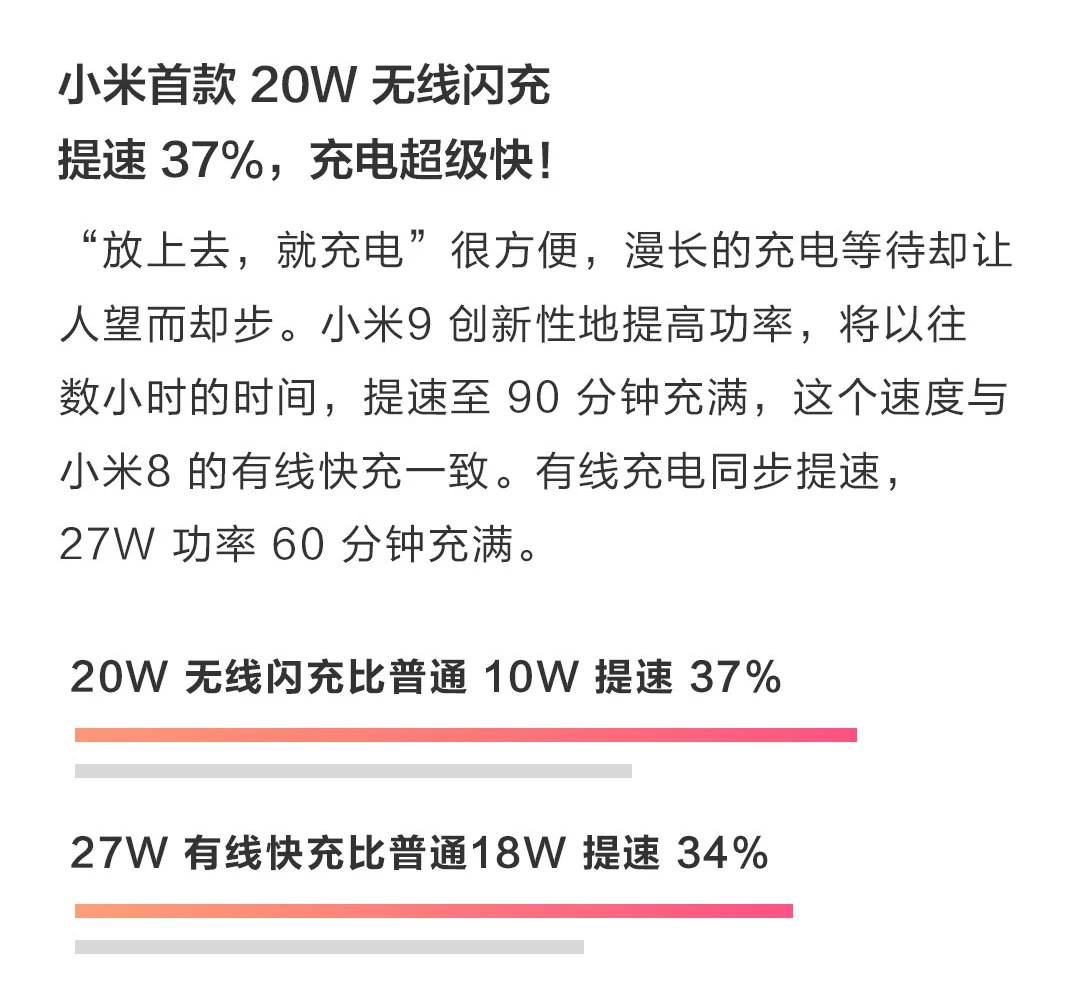 小米首款 20W 无线闪充
提速 37%，充电超级快！
“放上去，就充电”很方便，漫长的充电等待却让
人望而却步。小米9 创新性地提高功率，将以往
数小时的时间，提速至 90 分钟充满，这个速度与
小米8 的有线快充一致。有线充电同步提速，
27W 功率 60 分钟充满。
20W 无线闪充比普通 10W 提速 37%
27W 有线快充比普通18W 提速 34%